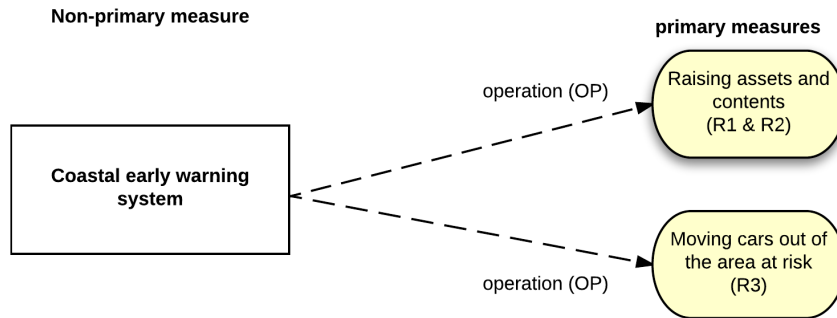 Non-primary measure
primary measures
operation (OP)
Raising assets and
contents
(R1 & R2)
Coastal early warning
system
Moving cars out of
the area at risk
(R3)
operation (OP)